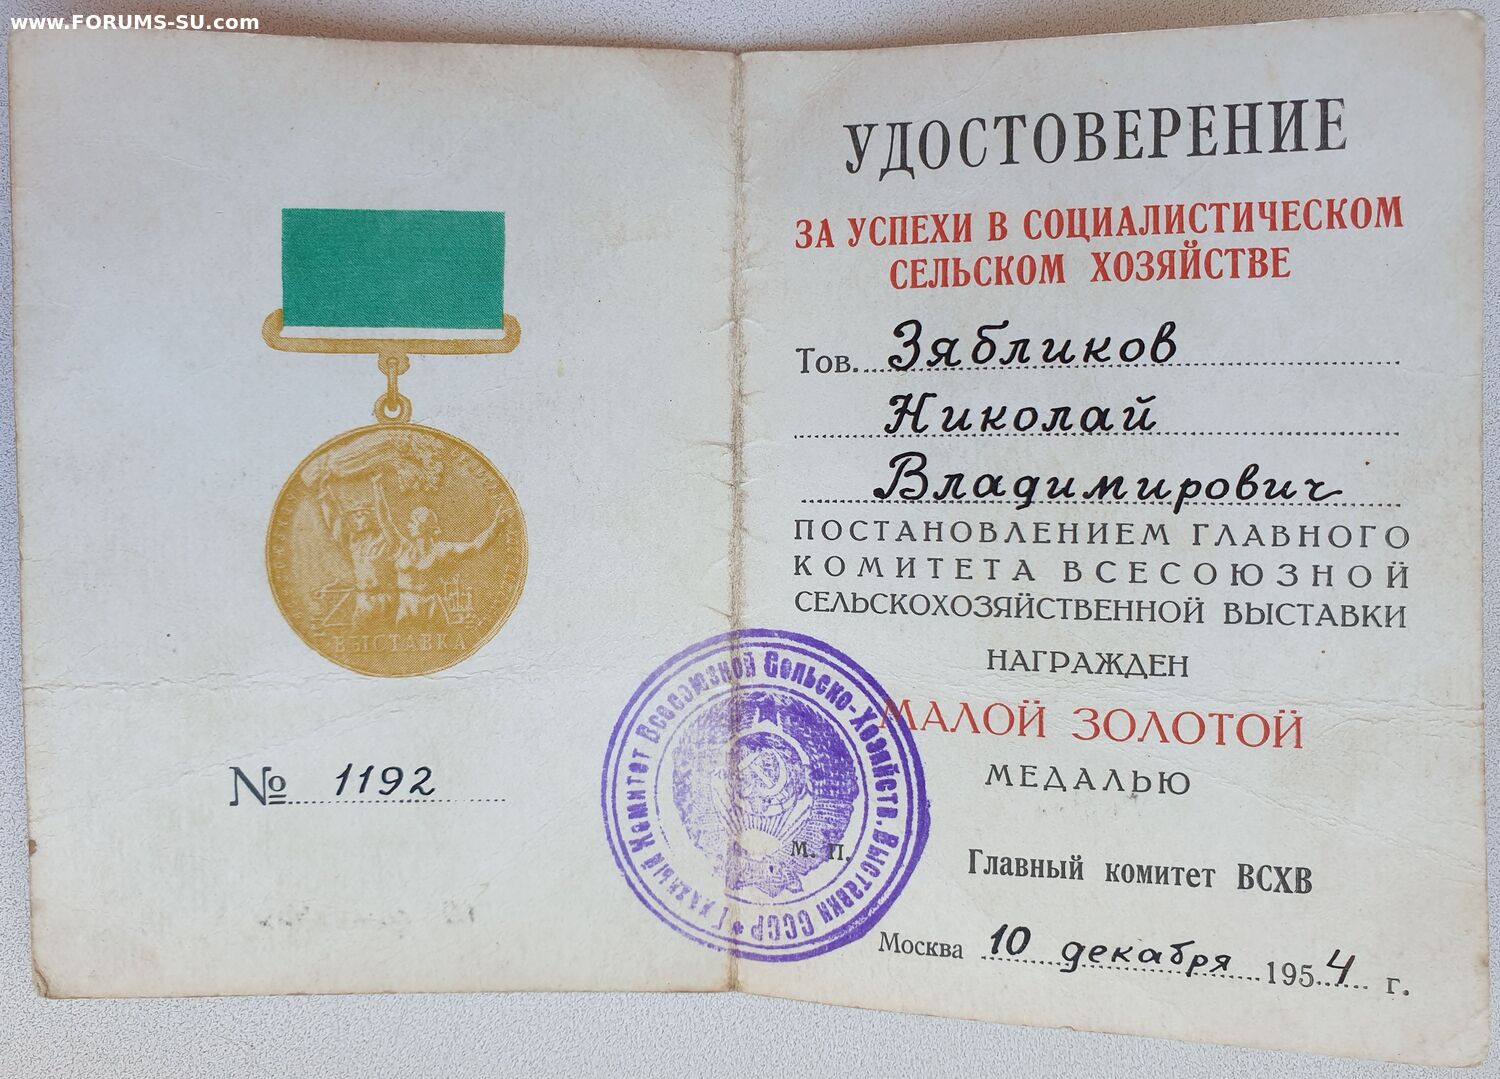 www.FORUMS-SU.com
ВЫСТАВКА
№ 1192
УДОСТОВЕРЕНИЕ
ЗА УСПЕХИ В СОЦИАЛИСТИЧЕСКОМ
СЕЛЬСКОМ ХОЗЯЙСТВЕ
Тов. Зябликов
Николай
Владимирович
ПОСТАНОВЛЕНИЕМ ГЛАВНОГО
КОМИТЕТА ВСЕСОЮЗНОЙ
СЕЛЬСКОХОЗЯЙСТВЕННОЙ ВЫСТАВКИ
НАГРАЖДЕН
МАЛОЙ ЗОЛОТОЙ
МЕДАЛЬЮ
М. П.
Главный комитет ВСХВ
Москва 10 декабря 1954 г.
Главный Комитет Всесоюзной Сельско-Хозяйств. Выставки СССР